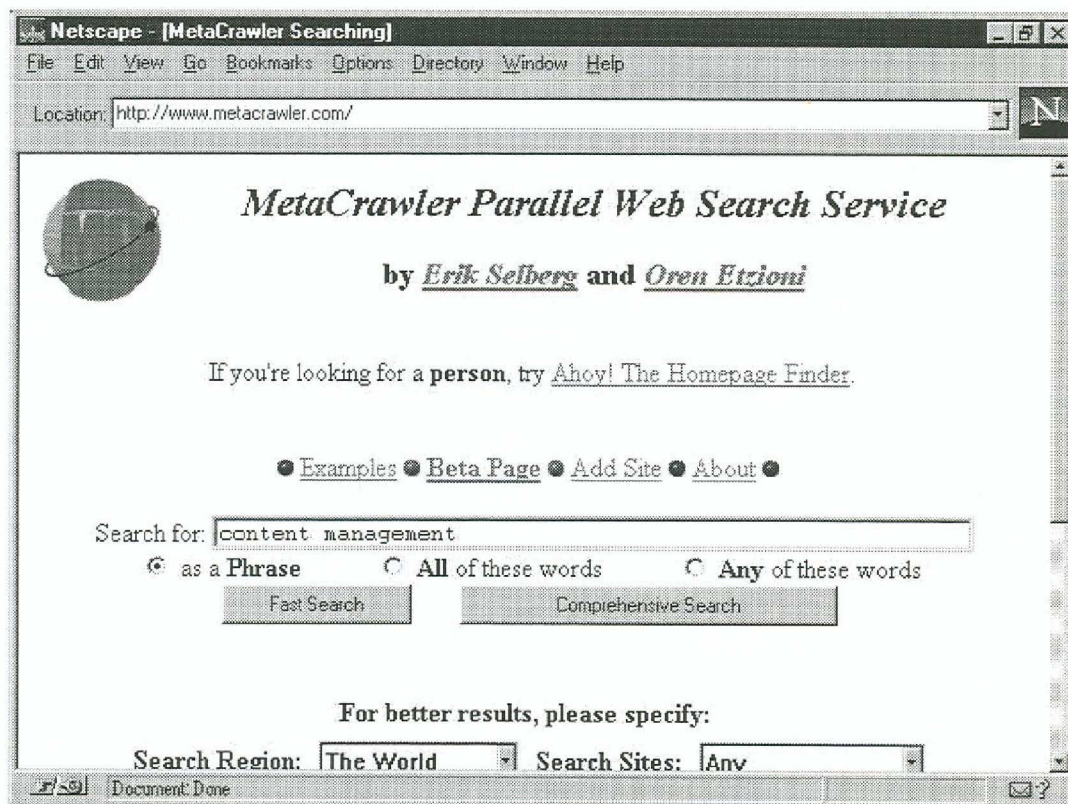 Netscape - [MetaCrawler Searching]
File Edit View Go Bookmarks Options Directory Window Help
Location: http://www.metacrawler.com/
N
MetaCrawler Parallel Web Search Service
by Erik Selberg and Oren Etzioni
If you're looking for a person, try Ahoy! The Homepage Finder.
Examples Beta Page Add Site About
Search for: content management
as a Phrase All of these words Any of these words
Fast Search Comprehensive Search
For better results, please specify:
Search Region: The World Search Sites: Any
Document: Done ?